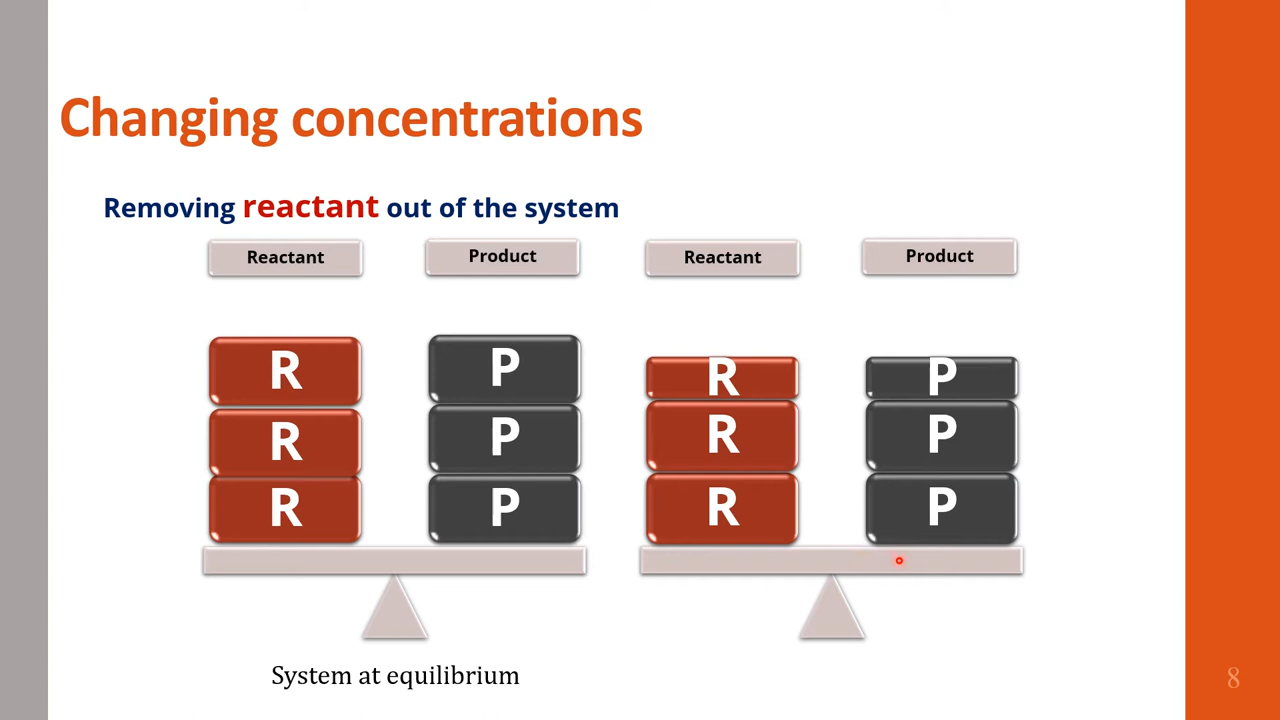 Changing concentrations
Removing reactant out of the system
Reactant
Product
Reactant
Product
R
P
R
P
R
P
R
P
R
P
R
P
System at equilibrium
8